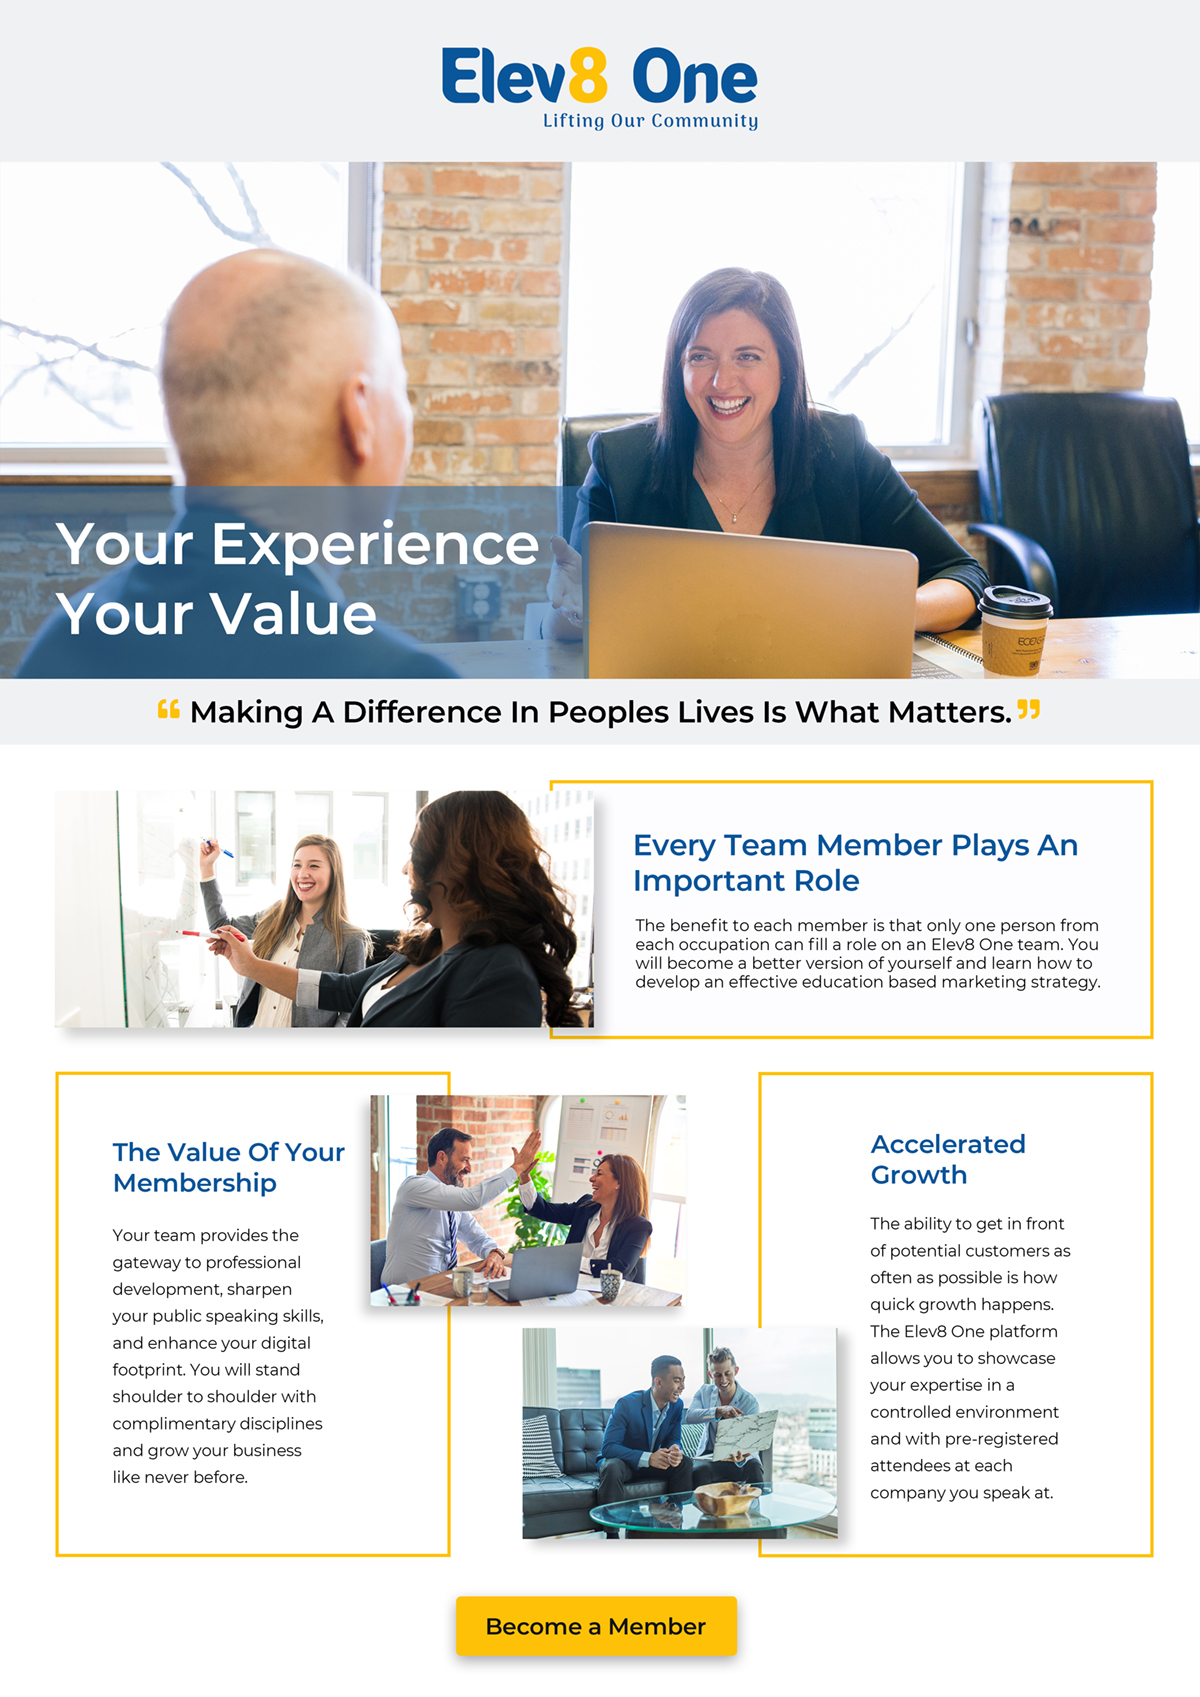 Elev8 One
Lifting Our Community
Your Experience
Your Value
“ Making A Difference In Peoples Lives Is What Matters. ”
Every Team Member Plays An
Important Role
The benefit to each member is that only one person from
each occupation can fill a role on an Elev8 One team. You
will become a better version of yourself and learn how to
develop an effective education based marketing strategy.
The Value Of Your
Membership
Your team provides the
gateway to professional
development, sharpen
your public speaking skills,
and enhance your digital
footprint. You will stand
shoulder to shoulder with
complimentary disciplines
and grow your business
like never before.
Accelerated
Growth
The ability to get in front
of potential customers as
often as possible is how
quick growth happens.
The Elev8 One platform
allows you to showcase
your expertise in a
controlled environment
and with pre-registered
attendees at each
company you speak at.
Become a Member